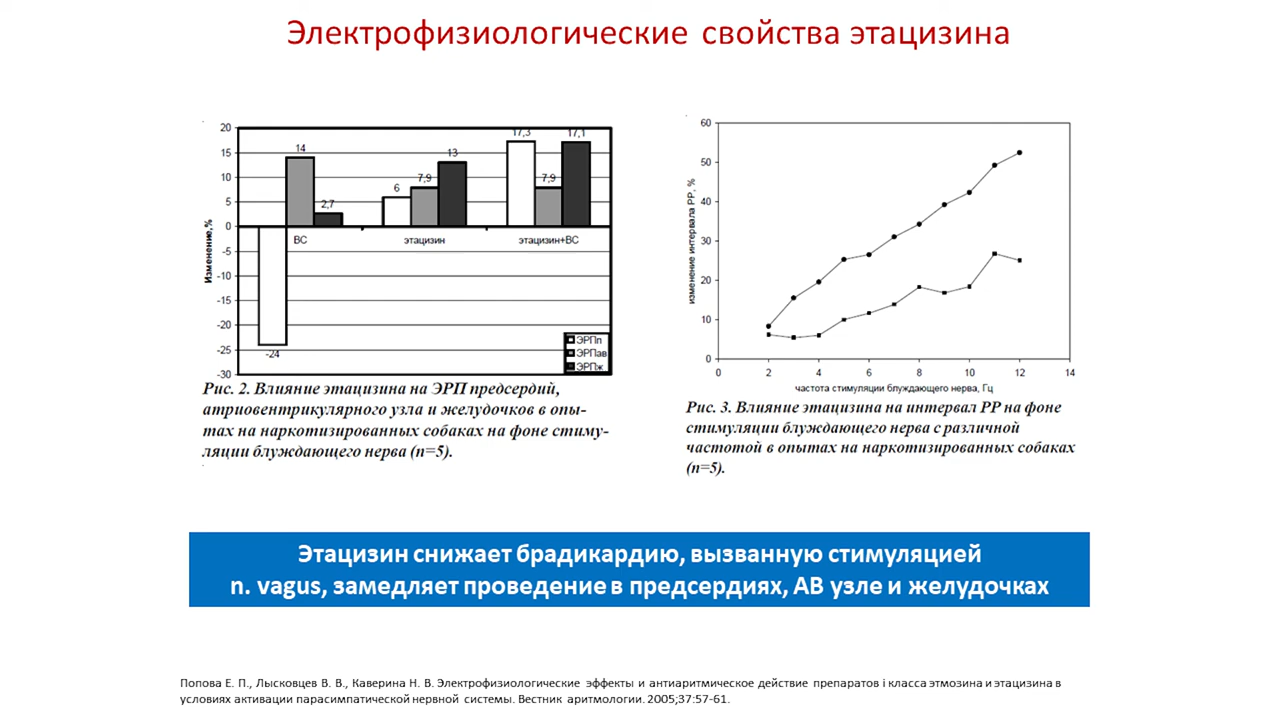 Электрофизиологические свойства этацизина
20
15
10
5
0
-5
-10
-15
-20
-25
-30
Изменение,%
14
2,7
-24
6
7,9
13
17,3
7,9
17,1
ВС
этацизин
этацизин+ВС
ЭРПп
ЭРПав
ЭРПж
Рис. 2. Влияние этацизина на ЭРП предсердий,
атриовентрикулярного узла и желудочков в опы-
тах на наркотизированных собаках на фоне стиму-
ляции блуждающего нерва (n=5).
60
50
40
30
20
10
0
изменение интервала РР, %
0 2 4 6 8 10 12 14
частота стимуляции блуждающего нерва, Гц
Рис. 3. Влияние этацизина на интервал РР на фоне
стимуляции блуждающего нерва с различной
частотой в опытах на наркотизированных собаках
(n=5).
Этацизин снижает брадикардию, вызванную стимуляцией
n. vagus, замедляет проведение в предсердиях, АВ узле и желудочках
Попова Е. П., Лысковцев В. В., Каверина Н. В. Электрофизиологические эффекты и антиаритмическое действие препаратов i класса этмозина и этацизина в
условиях активации парасимпатической нервной системы. Вестник аритмологии. 2005;37:57-61.